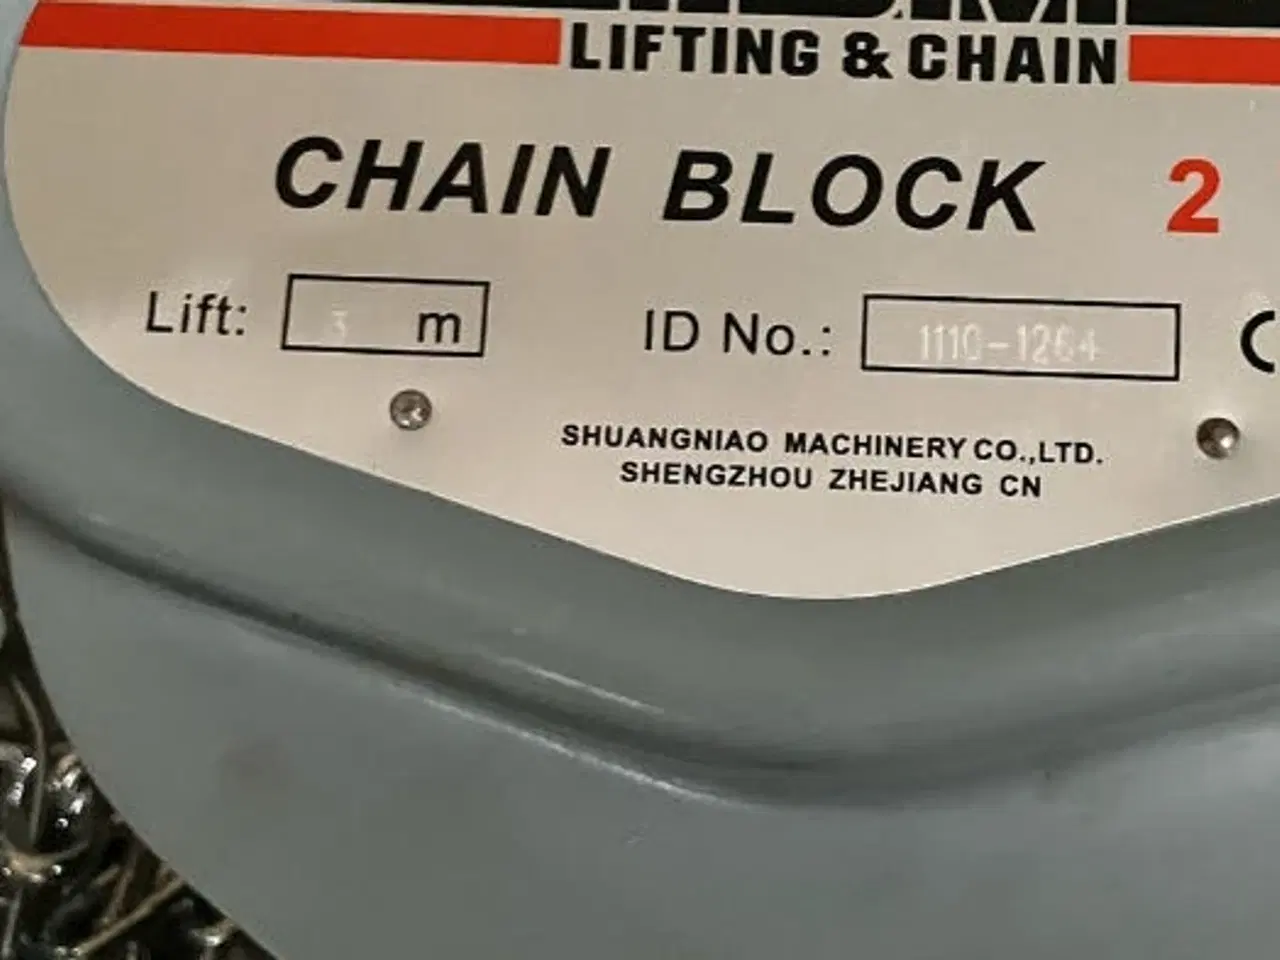 LIFTING & CHAIN
CHAIN BLOCK 2
Lift: 3 m
ID No.: 1110-1264
SHUANGNIAO MACHINERY CO.,LTD.
SHENGZHOU ZHEJIANG CN